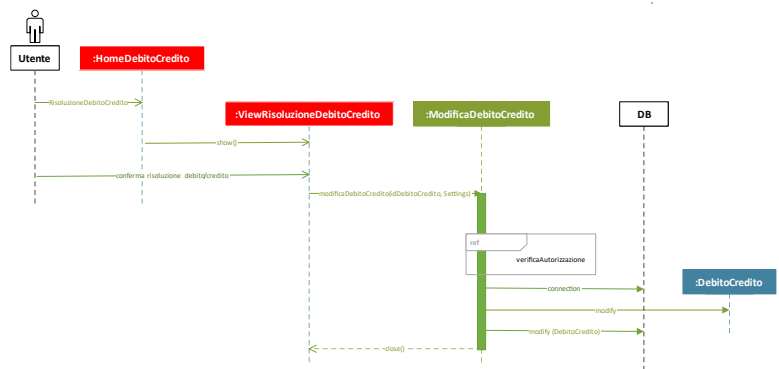 Utente
:HomeDebitoCredito
RisoluzioneDebitoCredito
:ViewRisoluzioneDebitoCredito
:ModificaDebitoCredito
DB
show()
conferma risoluzione debito/credito
modificaDebitoCredito(idDebitoCredito, Settings)
ref
verificaAutorizzazione
:DebitoCredito
connection
modify
modify (DebitoCredito)
close()